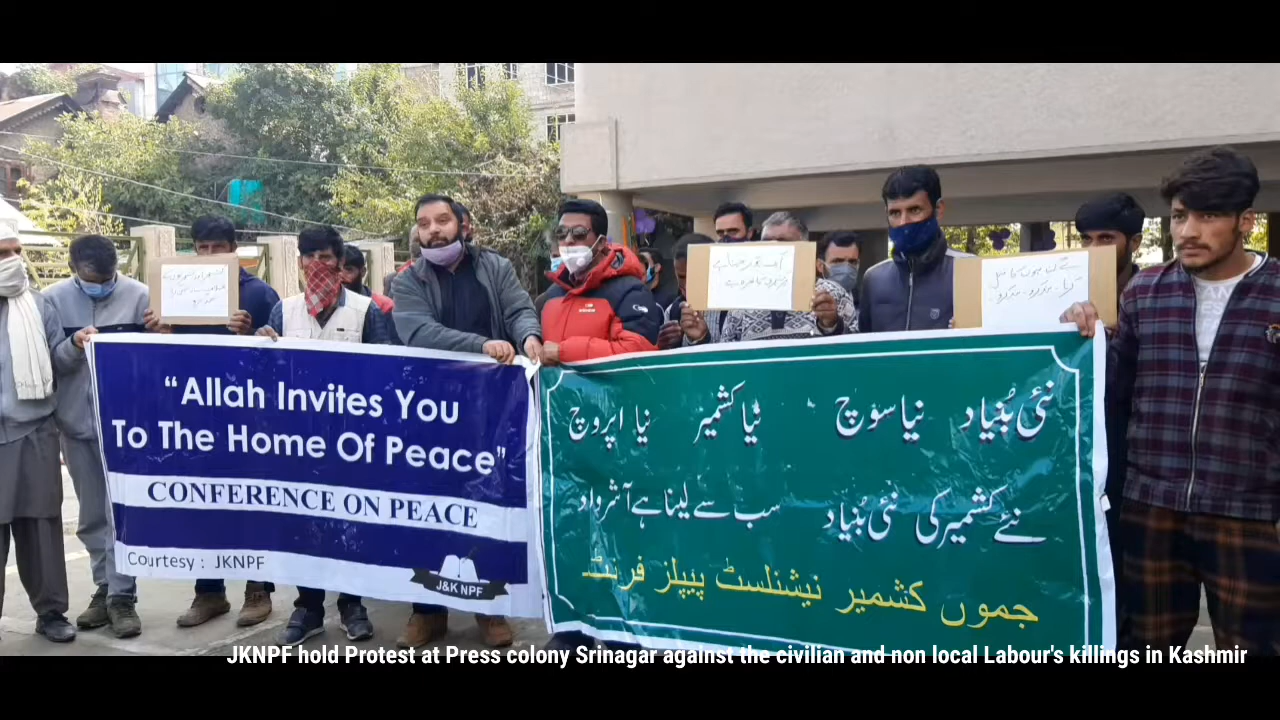 "Allah Invites You
To The Home Of Peace"
CONFERENCE ON PEACE
Courtesy : JKNPF
J&K NPF
نئی بُنیاد نیا سوچ نیا کشمیر نیا اپروچ
نئے کشمیر کی نئی بُنیاد سب سے لینا ہے آشرواد
جموں کشمیر نیشنلسٹ پیپلز فرنٹ
JKNPF hold Protest at Press colony Srinagar against the civilian and non local Labour's killings in Kashmir